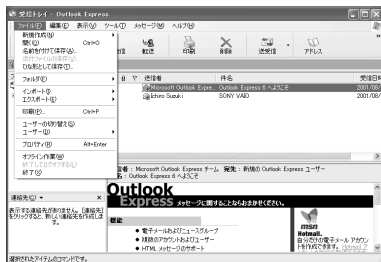 受信トレイ - Outlook Express
ファイル(F) 編集(E) 表示(V) ツール(T) メッセージ(M) ヘルプ(H)
転送 印刷 削除 送受信 アドレス
新規作成(N)
開く(O) Ctrl+O
名前を付けて保存(A)...
添付ファイルの保存(V)...
ひな形として保存(T)...
フォルダ(F)
インポート(I)
エクスポート(E)
印刷(P)... Ctrl+P
ユーザーの切り替え(S)
ユーザー(D)
プロパティ(R) Alt+Enter
オフライン作業(W)
終了してログオフする(L)
終了(X)
送信者 件名 受信日時
Microsoft Outlook Expre... Outlook Express 6 へようこそ 2001/08/
Ichiro Suzuki SONY VAIO 2001/08/
送信者: Microsoft Outlook Express チーム 宛先: 新規の Outlook Express ユーザー
件名: Outlook Express 6 へようこそ
連絡先(C)
表示する連絡先がありません。[連絡先] をクリックすると、新しい連絡先を作成します。
Outlook
Express メッセージに関することならおまかせください。
機能
電子メールおよびニュースグループ
複数のアカウントおよびユーザー
HTML メッセージのサポート
msn
Hotmail.
自分だけの電子メール アカウントを作成できます。
選択されたアイテムのコマンドです。